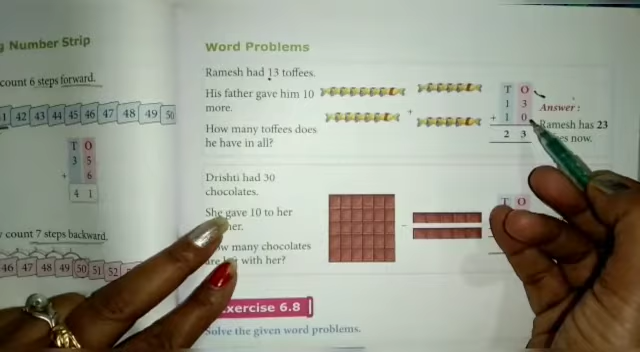 g Number Strip
count 6 steps forward.
41 42 43 44 45 46 47 48 49 50
T O
3 5
+ 6
4 1
count 7 steps backward.
46 47 48 49 50 51 52
Word Problems
Ramesh had 13 toffees.
His father gave him 10
more.
How many toffees does
he have in all?
+
T O
1 3
+ 1 0
2 3
Answer :
Ramesh has 23
now.
Drishti had 30
chocolates.
She gave 10 to her
How many chocolates
with her?
–
T O
Exercise 6.8
Solve the given word problems.